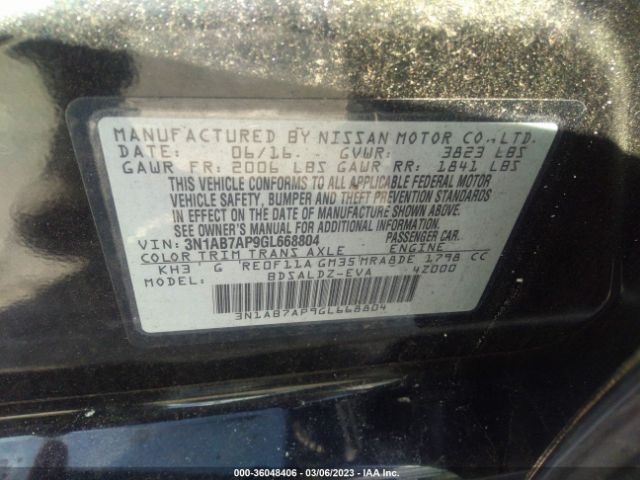 MANUFACTURED BY NISSAN MOTOR CO.,LTD.
DATE: 06/16. GVWR: 3823 LBS
GAWR FR: 2006 LBS GAWR RR: 1841 LBS
THIS VEHICLE CONFORMS TO ALL APPLICABLE FEDERAL MOTOR
VEHICLE SAFETY, BUMPER AND THEFT PREVENTION STANDARDS
IN EFFECT ON THE DATE OF MANUFACTURE SHOWN ABOVE.
SEE OWNER'S MANUAL FOR ADDITIONAL INFORMATION.
VIN: 3N1AB7AP9GL668804 PASSENGER CAR.
COLOR TRIM TRANS AXLE ENGINE
KH3 G RE0F11A GM35 MRA8DE 1798 CC
MODEL: BDSALDZ-EVA 4Z000
3N1AB7AP9GL668804
000-36048406 - 03/06/2023 - IAA Inc.